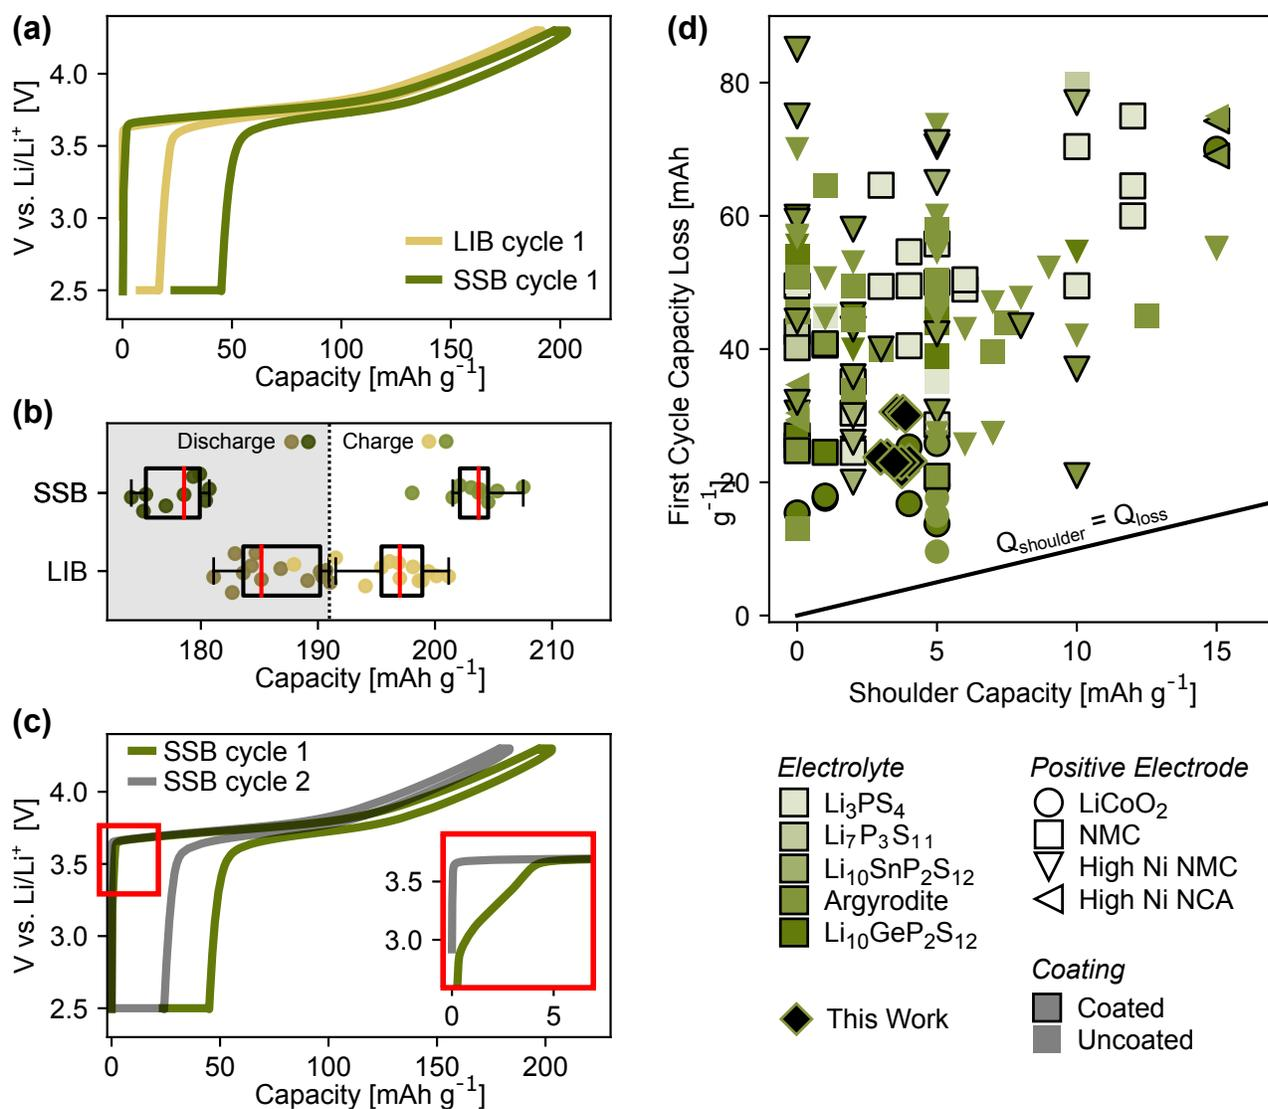 (a)
V vs. Li/Li⁺ [V]
4.0
3.5
3.0
2.5
LIB cycle 1
SSB cycle 1
0 50 100 150 200
Capacity [mAh g⁻¹]
(b)
Discharge
Charge
SSB
LIB
180 190 200 210
Capacity [mAh g⁻¹]
(c)
V vs. Li/Li⁺ [V]
SSB cycle 1
SSB cycle 2
4.0
3.5
3.0
2.5
3.5
3.0
0 5
0 50 100 150 200
Capacity [mAh g⁻¹]
(d)
First Cycle Capacity Loss [mAh
g⁻¹]
80
60
40
20
0
Q_shoulder = Q_loss
0 5 10 15
Shoulder Capacity [mAh g⁻¹]
Electrolyte
Li₃PS₄
Li₇P₃S₁₁
Li₁₀SnP₂S₁₂
Argyrodite
Li₁₀GeP₂S₁₂
This Work
Positive Electrode
LiCoO₂
NMC
High Ni NMC
High Ni NCA
Coating
Coated
Uncoated